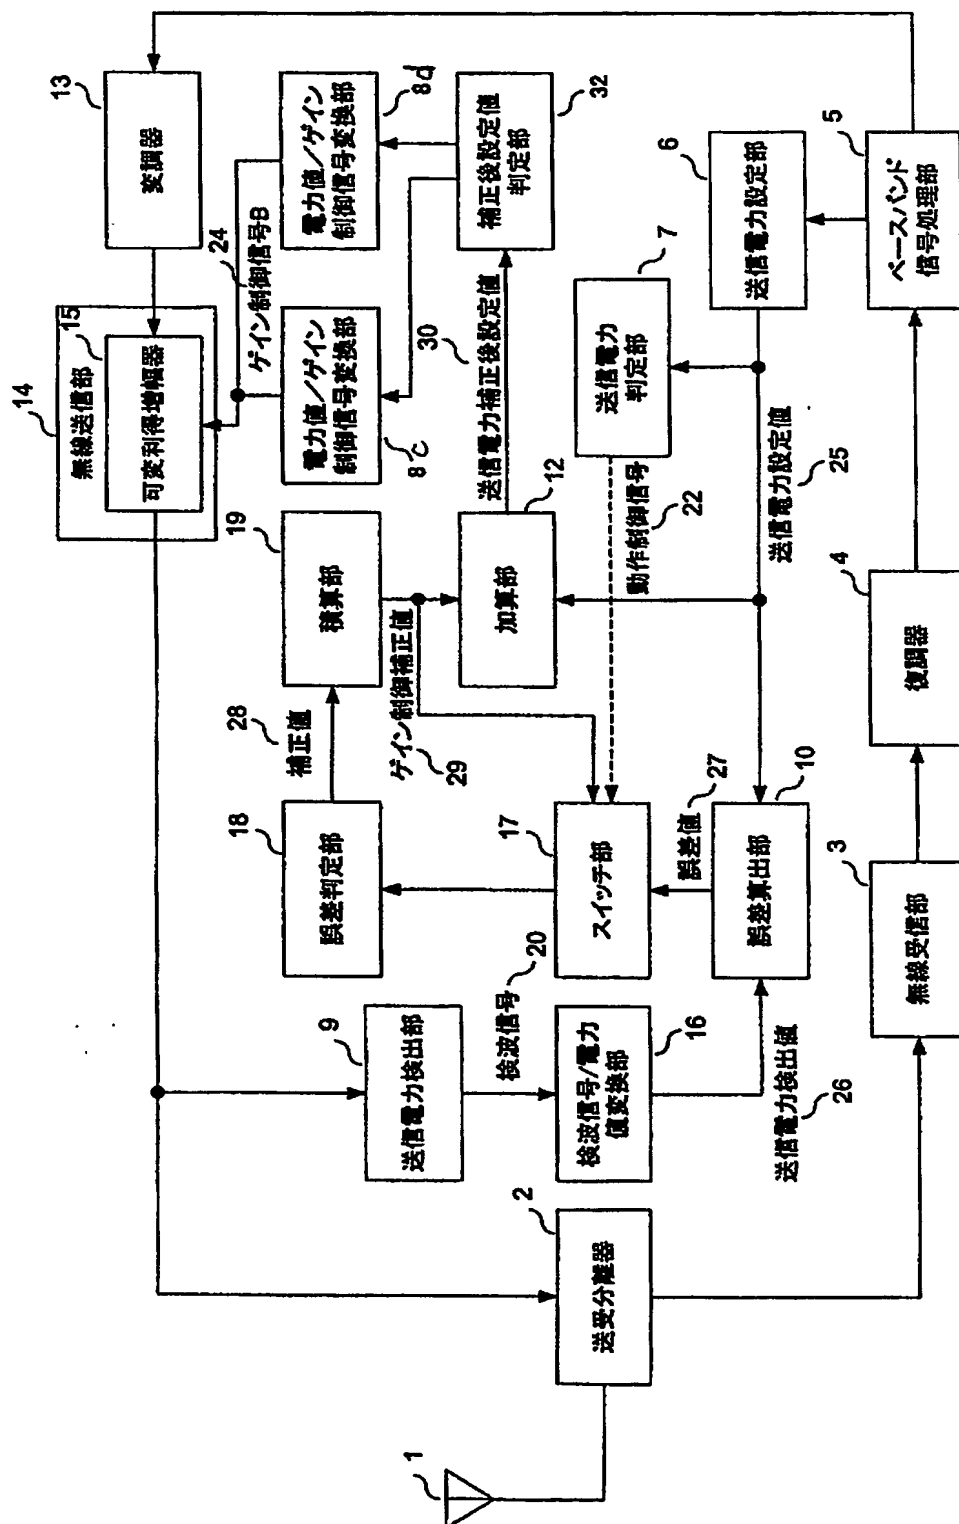 13
変調器
14
無線送信部
15
可変利得増幅器
24
ゲイン制御信号B
電力値/ゲイン
制御信号変換部
8d
電力値/ゲイン
制御信号変換部
8c
補正後設定値
判定部
32
30
送信電力補正後設定値
19
積算部
12
加算部
28
補正値
ゲイン制御補正値
29
18
誤差判定部
17
スイッチ部
7
送信電力
判定部
動作制御信号
22
6
送信電力設定部
5
ベースバンド
信号処理部
送信電力設定値
25
27
誤差値
10
誤差算出部
9
送信電力検出部
検波信号
20
検波信号/電力
値変換部
16
送信電力検出値
26
4
復調器
3
無線受信部
2
送受分離器
1